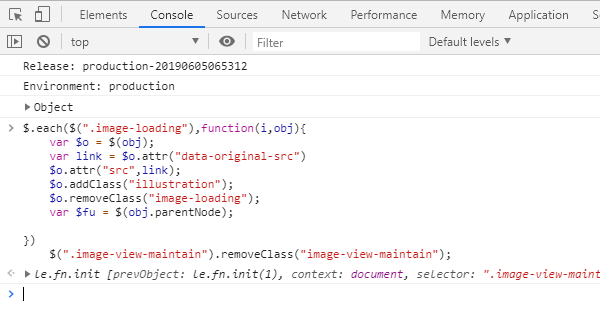 Elements Console Sources Network Performance Memory Application
top Filter Default levels
Release: production-20190605065312
Environment: production
Object
$.each($(".image-loading"),function(i,obj){
var $o = $(obj);
var link = $o.attr("data-original-src")
$o.attr("src",link);
$o.addClass("illustration");
$o.removeClass("image-loading");
var $fu = $(obj.parentNode);
})
$(".image-view-maintain").removeClass("image-view-maintain");
le.fn.init [prevObject: le.fn.init(1), context: document, selector: ".image-view-maint